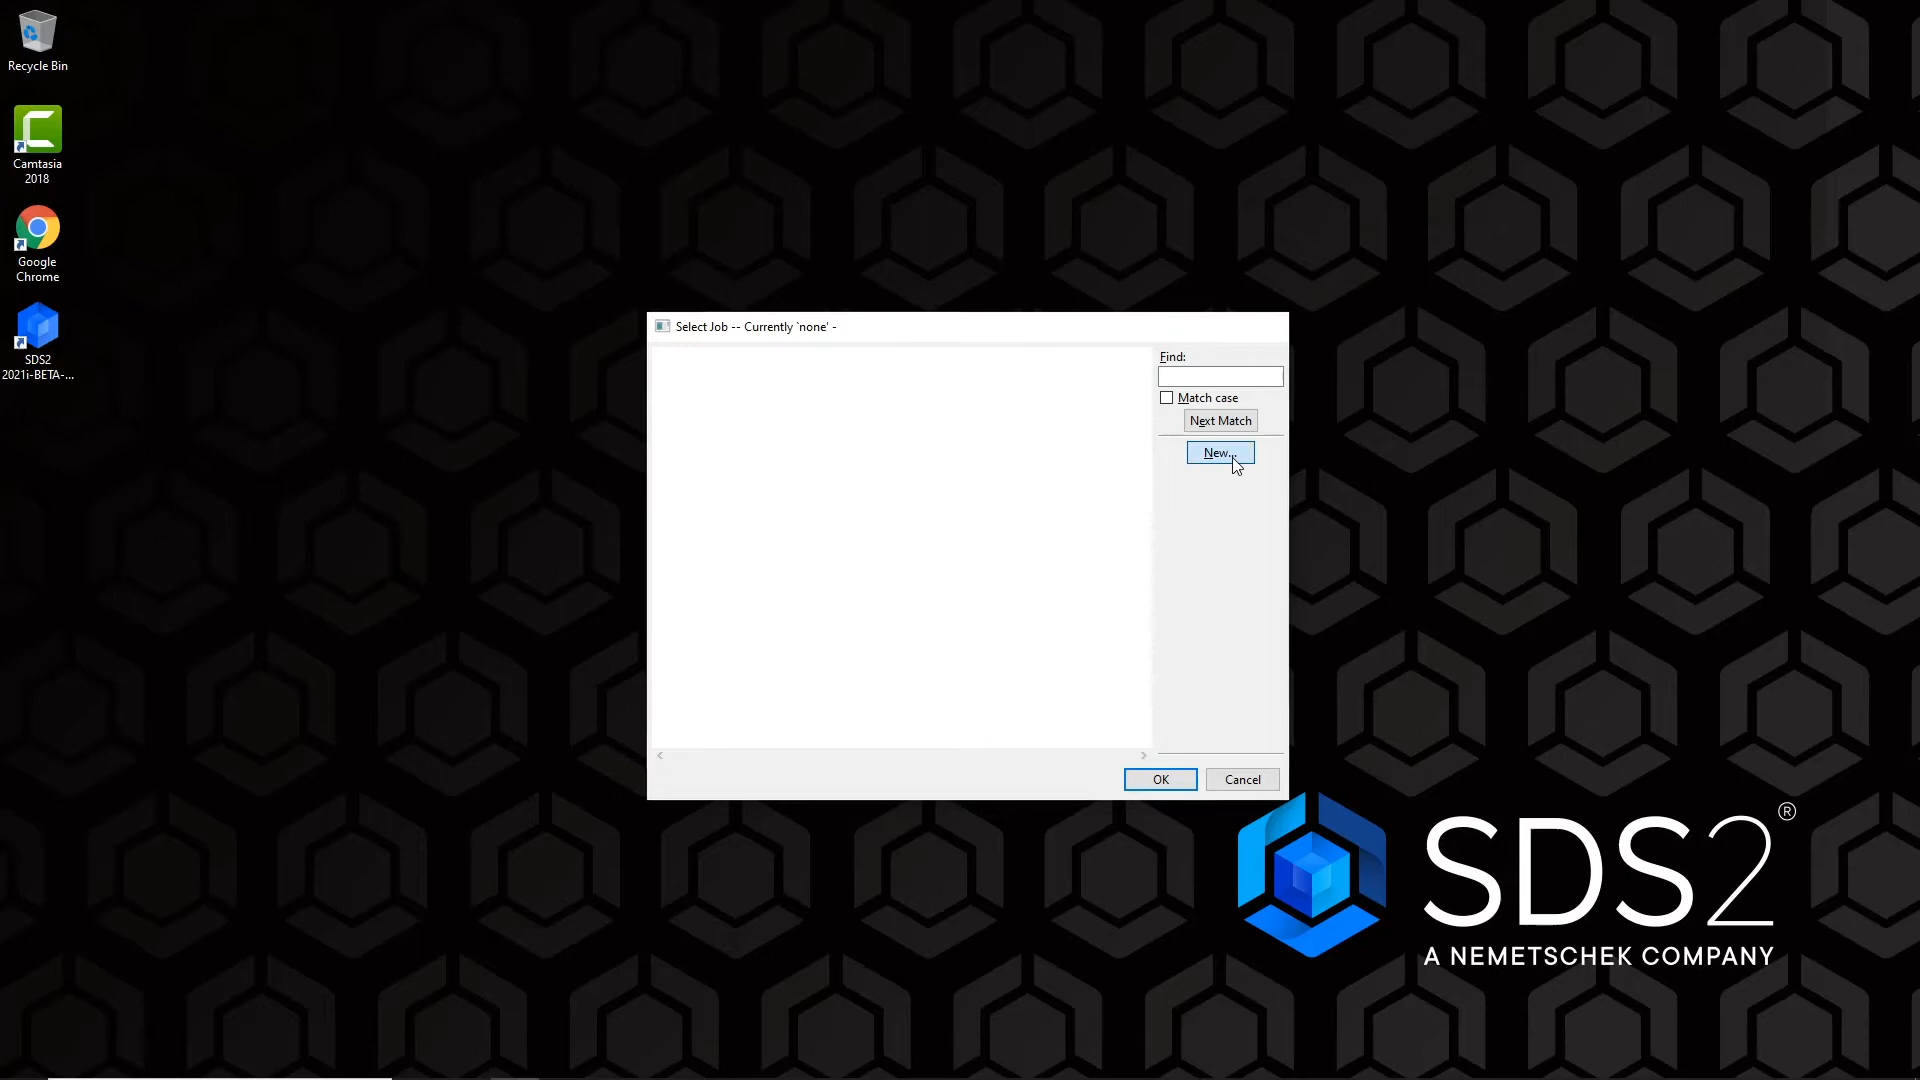 Recycle Bin
Camtasia
2018
Google
Chrome
SDS2
2021i-BETA-...
Select Job -- Currently `none' -
Find:
Match case
Next Match
New...
OK
Cancel
SDS2®
A NEMETSCHEK COMPANY